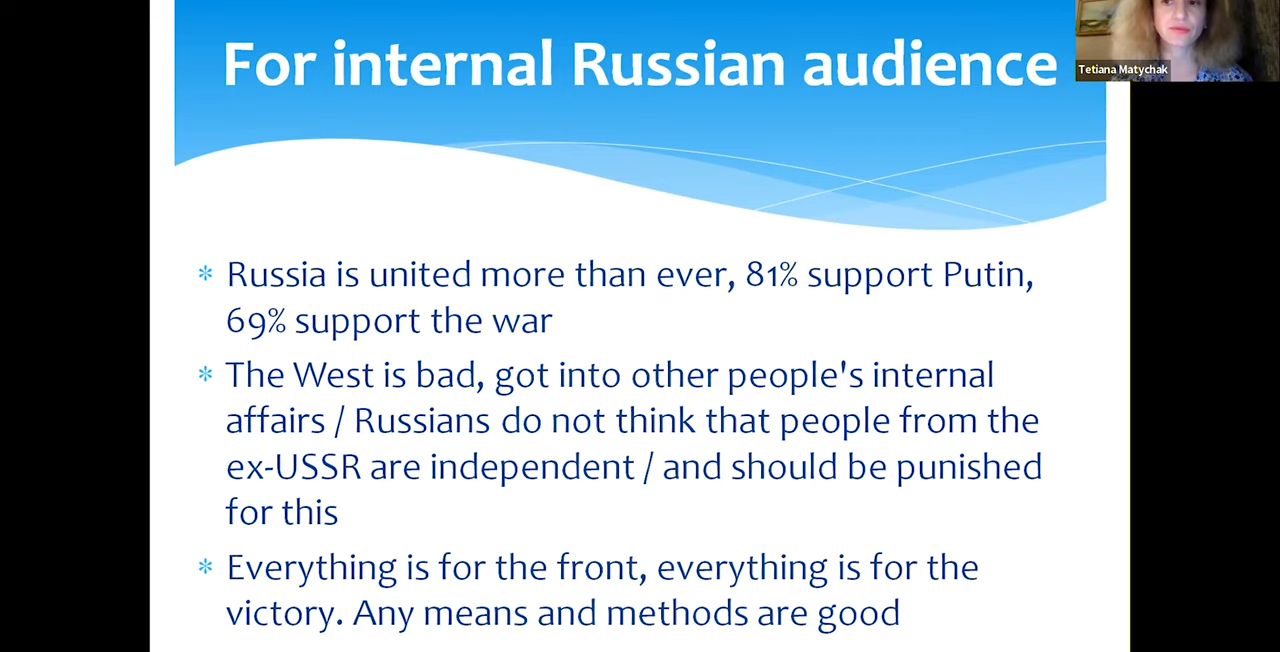 For internal Russian audience
Tetiana Matychak
* Russia is united more than ever, 81% support Putin,
69% support the war
* The West is bad, got into other people's internal
affairs / Russians do not think that people from the
ex-USSR are independent / and should be punished
for this
* Everything is for the front, everything is for the
victory. Any means and methods are good